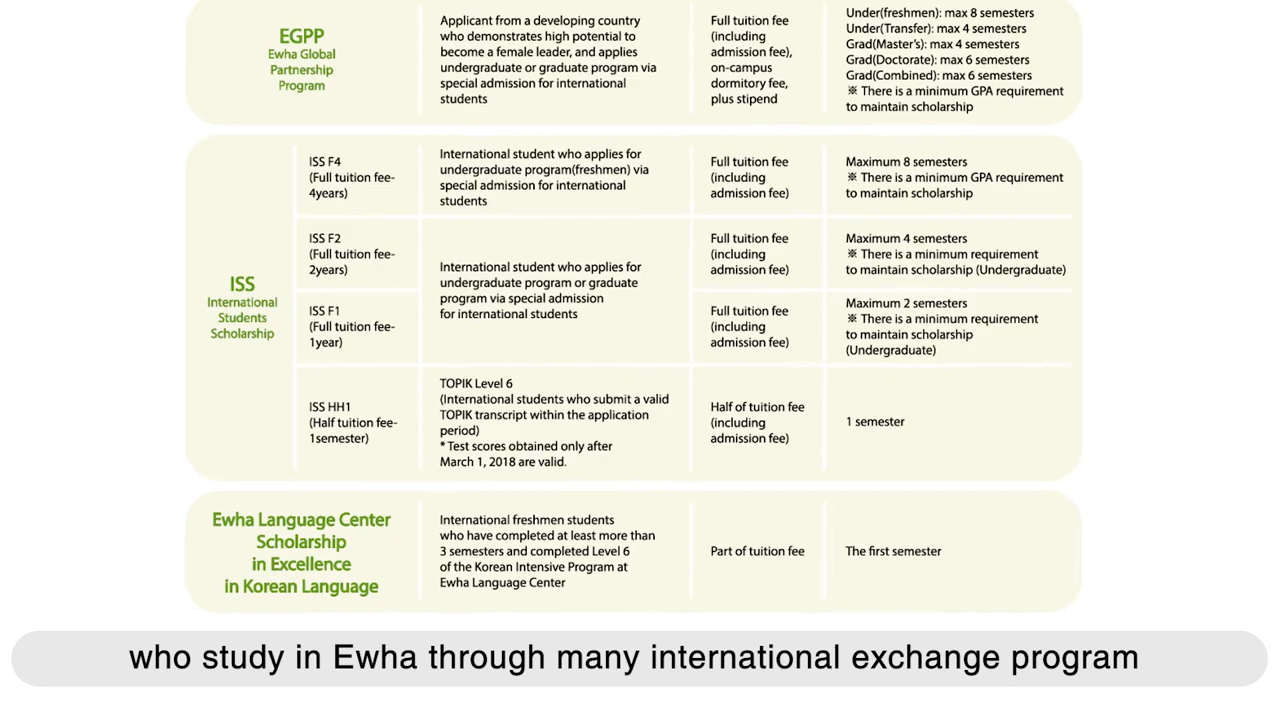 EGPP
Ewha Global
Partnership
Program
Applicant from a developing country
who demonstrates high potential to
become a female leader, and applies
undergraduate or graduate program via
special admission for international
students
Full tuition fee
(including
admission fee),
on-campus
dormitory fee,
plus stipend
Under(freshmen): max 8 semesters
Under(Transfer): max 4 semesters
Grad(Master's): max 4 semesters
Grad(Doctorate): max 6 semesters
Grad(Combined): max 6 semesters
※ There is a minimum GPA requirement
to maintain scholarship
ISS
International
Students
Scholarship
ISS F4
(Full tuition fee-
4years)
International student who applies for
undergraduate program(freshmen) via
special admission for international
students
Full tuition fee
(including
admission fee)
Maximum 8 semesters
※ There is a minimum GPA requirement
to maintain scholarship
ISS F2
(Full tuition fee-
2years)
International student who applies for
undergraduate program or graduate
program via special admission
for international students
Full tuition fee
(including
admission fee)
Maximum 4 semesters
※ There is a minimum requirement
to maintain scholarship (Undergraduate)
ISS F1
(Full tuition fee-
1year)
Full tuition fee
(including
admission fee)
Maximum 2 semesters
※ There is a minimum requirement
to maintain scholarship
(Undergraduate)
ISS HH1
(Half tuition fee-
1semester)
TOPIK Level 6
(International students who submit a valid
TOPIK transcript within the application
period)
* Test scores obtained only after
March 1, 2018 are valid.
Half of tuition fee
(including
admission fee)
1 semester
Ewha Language Center
Scholarship
in Excellence
in Korean Language
International freshmen students
who have completed at least more than
3 semesters and completed Level 6
of the Korean Intensive Program at
Ewha Language Center
Part of tuition fee
The first semester
who study in Ewha through many international exchange program